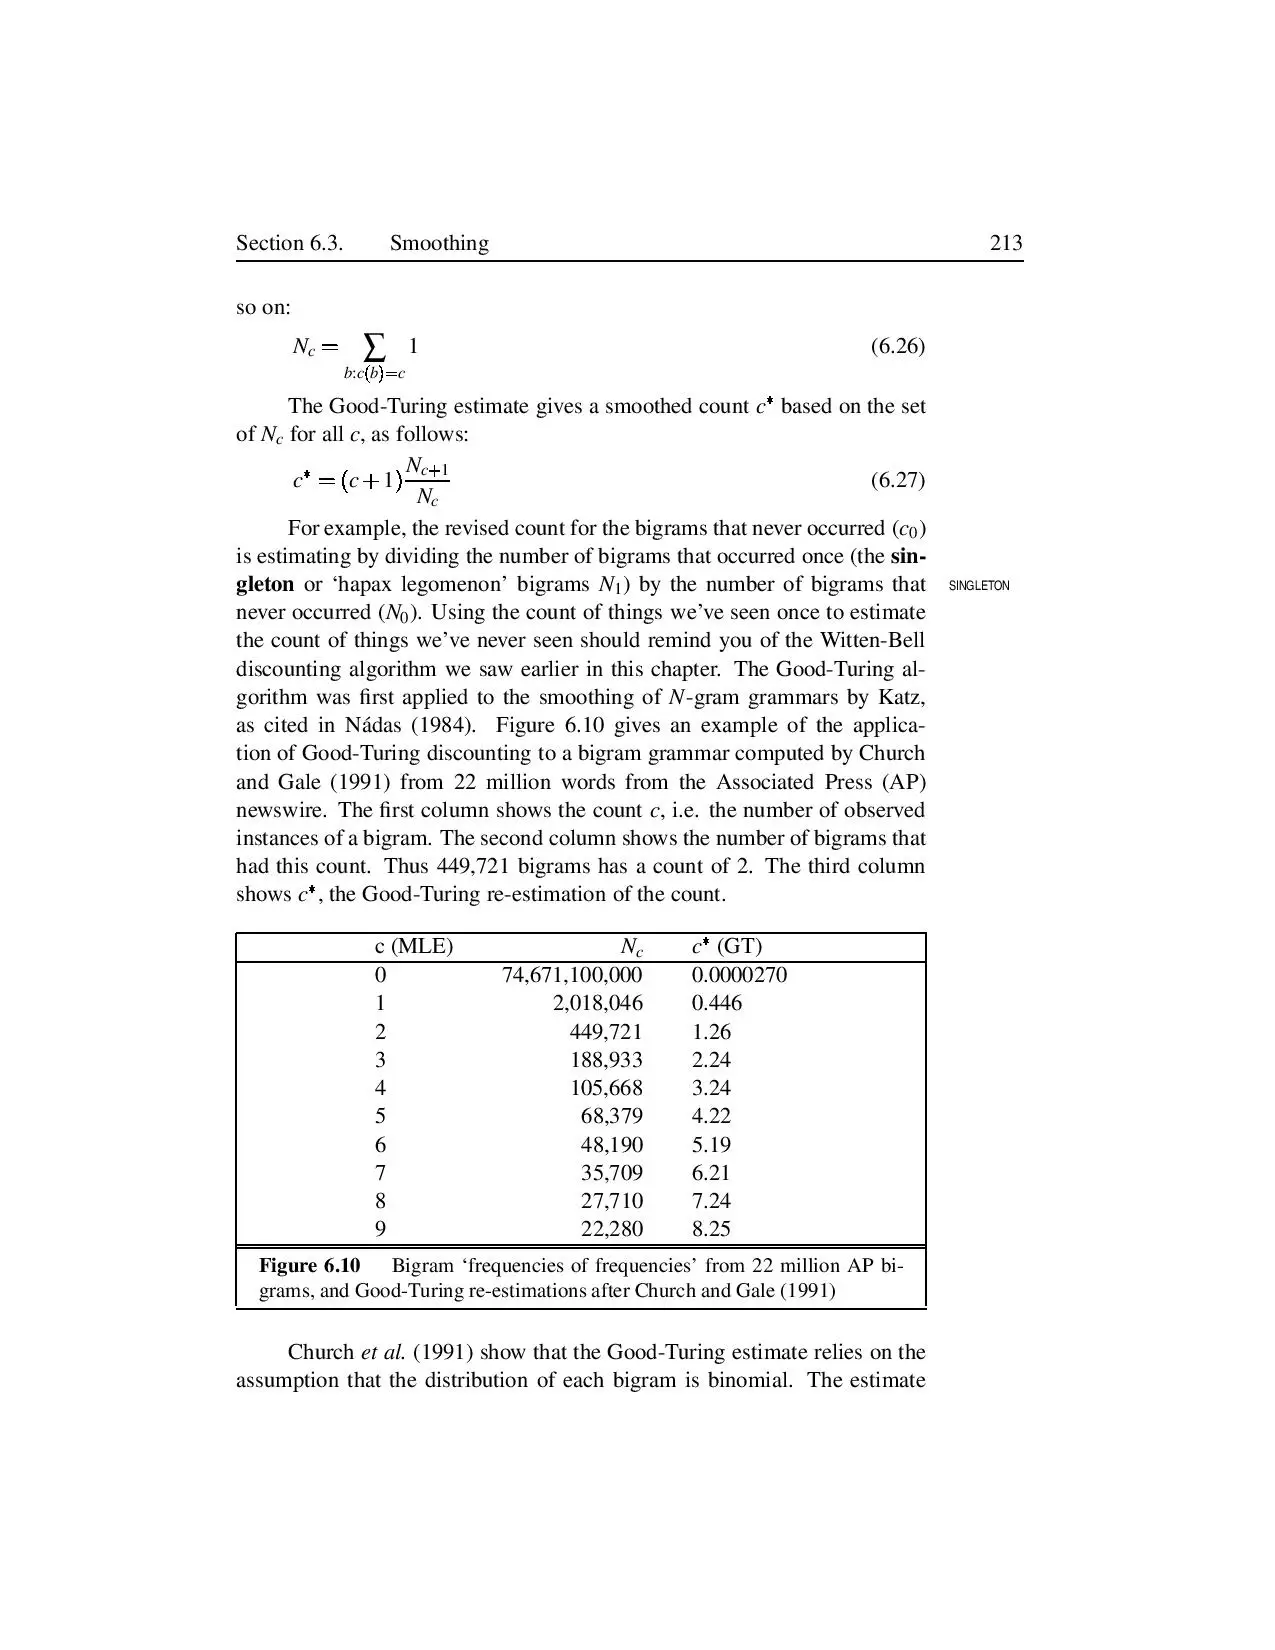 Section 6.3. Smoothing 213
so on:
N_c = ∑ 1 (6.26)
b:c(b)=c
The Good-Turing estimate gives a smoothed count c* based on the set
of N_c for all c, as follows:
c* = (c+1) N_{c+1} / N_c (6.27)
For example, the revised count for the bigrams that never occurred (c_0)
is estimating by dividing the number of bigrams that occurred once (the sin-
gleton or ‘hapax legomenon’ bigrams N_1) by the number of bigrams that SINGLETON
never occurred (N_0). Using the count of things we’ve seen once to estimate
the count of things we’ve never seen should remind you of the Witten-Bell
discounting algorithm we saw earlier in this chapter. The Good-Turing al-
gorithm was first applied to the smoothing of N-gram grammars by Katz,
as cited in Nádas (1984). Figure 6.10 gives an example of the applica-
tion of Good-Turing discounting to a bigram grammar computed by Church
and Gale (1991) from 22 million words from the Associated Press (AP)
newswire. The first column shows the count c, i.e. the number of observed
instances of a bigram. The second column shows the number of bigrams that
had this count. Thus 449,721 bigrams has a count of 2. The third column
shows c*, the Good-Turing re-estimation of the count.
c (MLE) N_c c* (GT)
0 74,671,100,000 0.0000270
1 2,018,046 0.446
2 449,721 1.26
3 188,933 2.24
4 105,668 3.24
5 68,379 4.22
6 48,190 5.19
7 35,709 6.21
8 27,710 7.24
9 22,280 8.25
Figure 6.10 Bigram ‘frequencies of frequencies’ from 22 million AP bi-
grams, and Good-Turing re-estimations after Church and Gale (1991)
Church et al. (1991) show that the Good-Turing estimate relies on the
assumption that the distribution of each bigram is binomial. The estimate